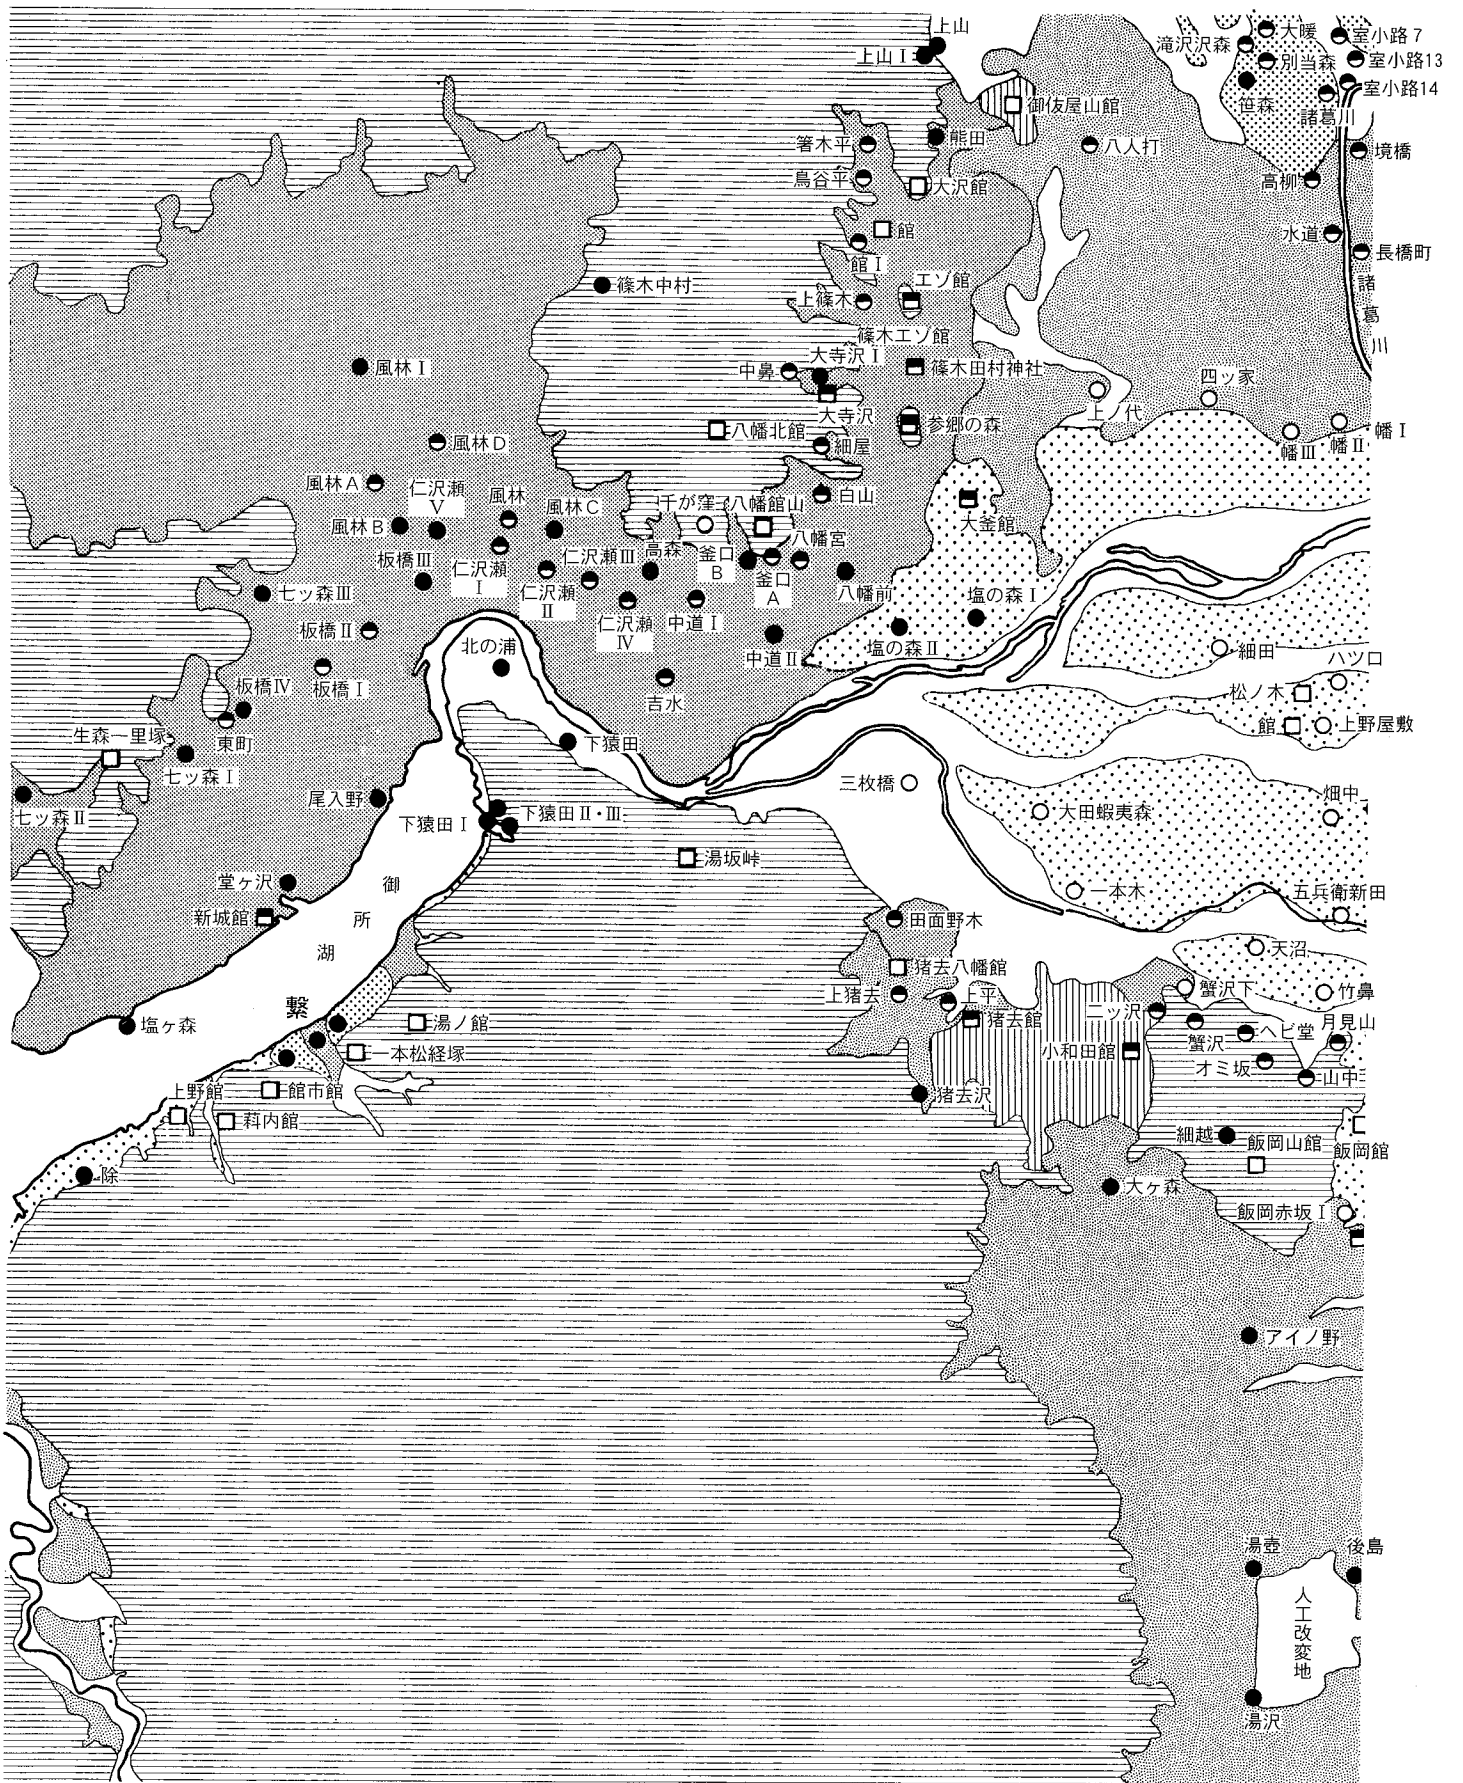 上山
上山Ⅰ
大暖
室小路7
滝沢沢森
別当森
室小路13
笹森
室小路14
諸葛川
御伎屋山館
熊田
八人打
箸木平
境橋
鳥谷平
大沢館
高柳
館
水道
長橋町
館Ⅰ
エゾ館
篠木中村
上篠木
諸
葛
川
篠木エゾ館
大寺沢Ⅰ
風林Ⅰ
中鼻
篠木田村神社
四ッ家
大寺沢
上ノ代
風林D
八幡北館
参郷の森
幡Ⅰ
細屋
幡Ⅲ
幡Ⅱ
風林A
仁沢瀬
Ⅴ
風林
風林C
千が窪
八幡館山
白山
大釜館
風林B
板橋Ⅲ
仁沢瀬
Ⅰ
仁沢瀬Ⅲ
高森
釜口
B
八幡宮
七ッ森Ⅲ
仁沢瀬
Ⅱ
釜口
A
八幡前
塩の森Ⅰ
板橋Ⅱ
仁沢瀬
Ⅳ
中道Ⅰ
北の浦
中道Ⅱ
塩の森Ⅱ
細田
ハツ口
板橋Ⅳ
板橋Ⅰ
吉水
松ノ木
生森一里塚
東町
下猿田
館
上野屋敷
七ッ森Ⅰ
三枚橋
尾入野
大田蝦夷森
畑中
七ッ森Ⅱ
下猿田Ⅰ
下猿田Ⅱ・Ⅲ
湯坂峠
堂ヶ沢
御
所
湖
一本木
五兵衛新田
新城館
田面野木
天沼
猪去八幡館
上猪去
上平
蟹沢下
竹鼻
繋
猪去館
二ッ沢
塩ヶ森
湯ノ館
蟹沢
ヘビ堂
月見山
一本松経塚
小和田館
オミ坂
山中
上野館
館市館
猪去沢
萪内館
細越
飯岡山館
飯岡館
除
大ヶ森
飯岡赤坂Ⅰ
アイノ野
湯壺
後島
人工改変地
湯沢